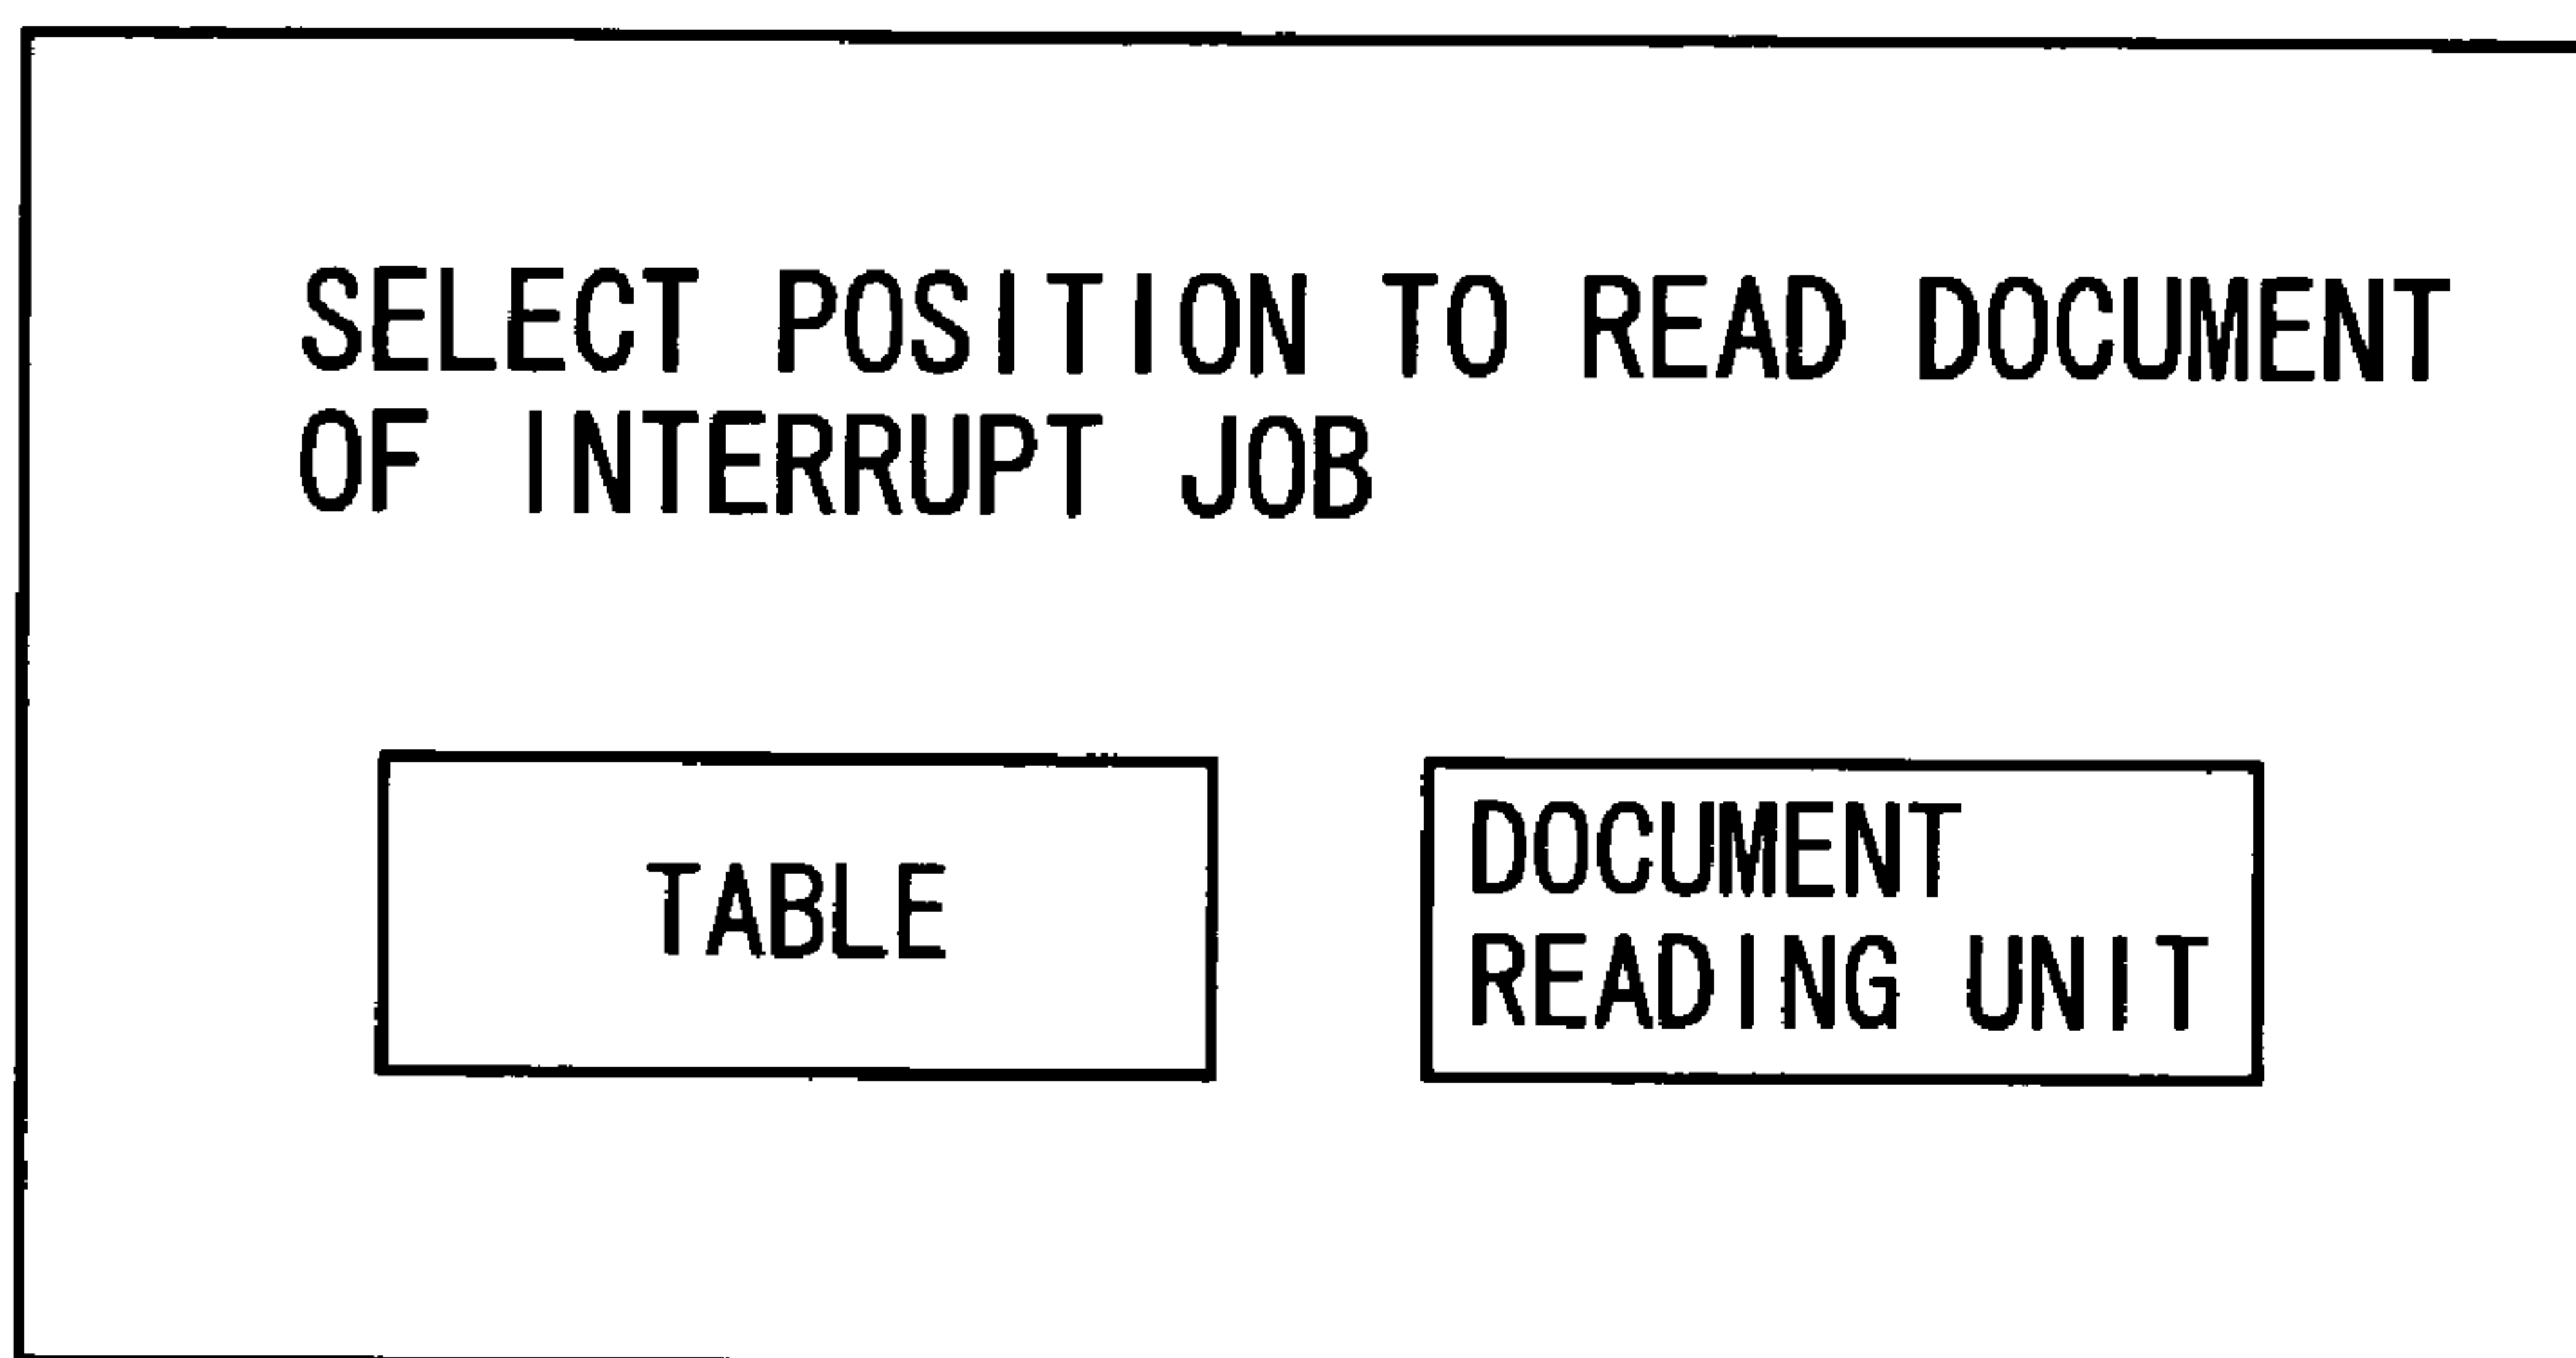 SELECT POSITION TO READ DOCUMENT
OF INTERRUPT JOB
TABLE
DOCUMENT
READING UNIT